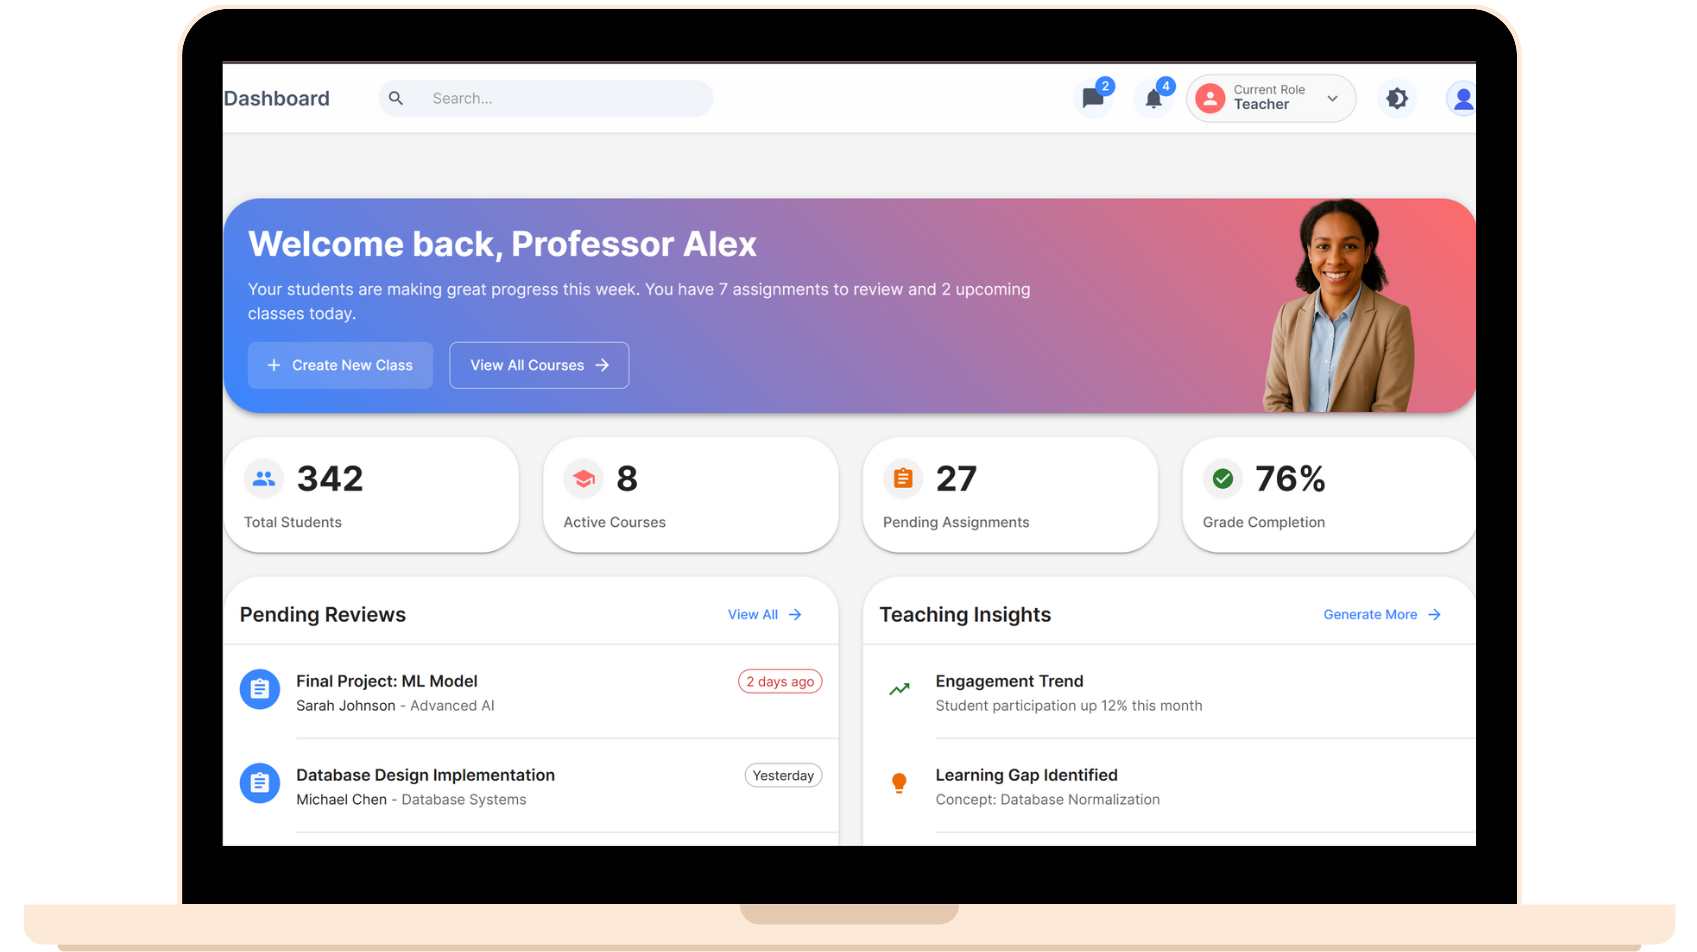 Dashboard
Search...
2
4
Current Role
Teacher
Welcome back, Professor Alex
Your students are making great progress this week. You have 7 assignments to review and 2 upcoming
classes today.
Create New Class
View All Courses
342
Total Students
8
Active Courses
27
Pending Assignments
76%
Grade Completion
Pending Reviews
View All
Final Project: ML Model
2 days ago
Sarah Johnson - Advanced AI
Database Design Implementation
Yesterday
Michael Chen - Database Systems
Teaching Insights
Generate More
Engagement Trend
Student participation up 12% this month
Learning Gap Identified
Concept: Database Normalization